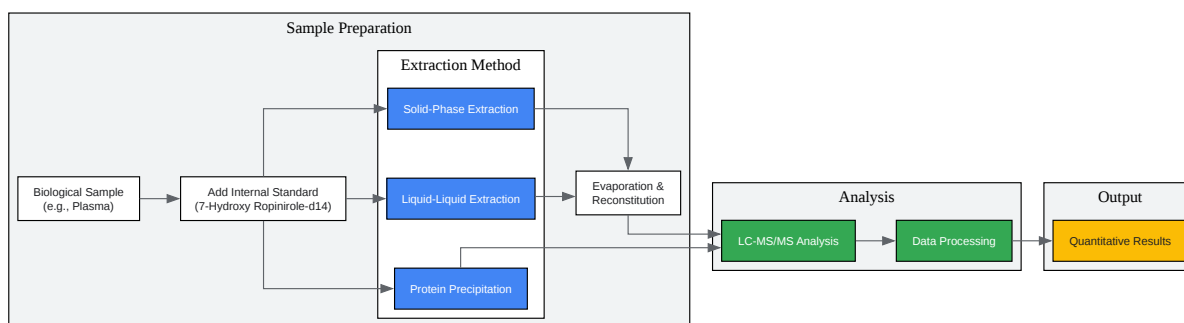 Sample Preparation
Extraction Method
Solid-Phase Extraction
Biological Sample
(e.g., Plasma)
Add Internal Standard
(7-Hydroxy Ropinirole-d14)
Liquid-Liquid Extraction
Evaporation &
Reconstitution
Protein Precipitation
Analysis
LC-MS/MS Analysis
Data Processing
Output
Quantitative Results